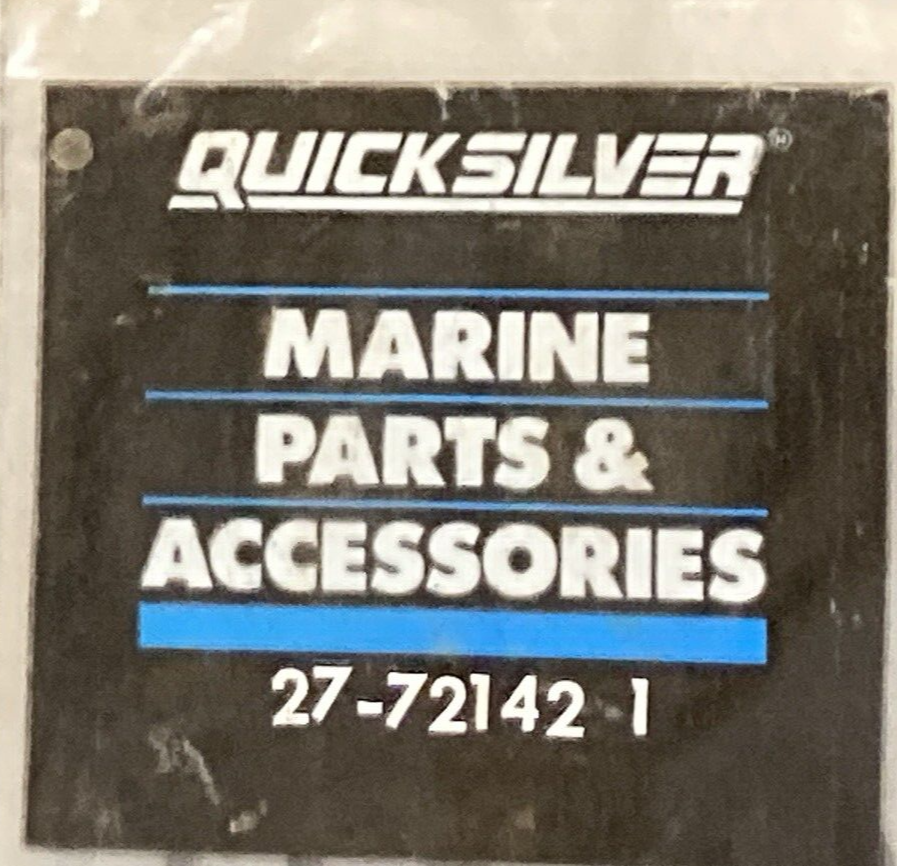 QUICKSILVER
MARINE
PARTS &
ACCESSORIES
27-72142 1